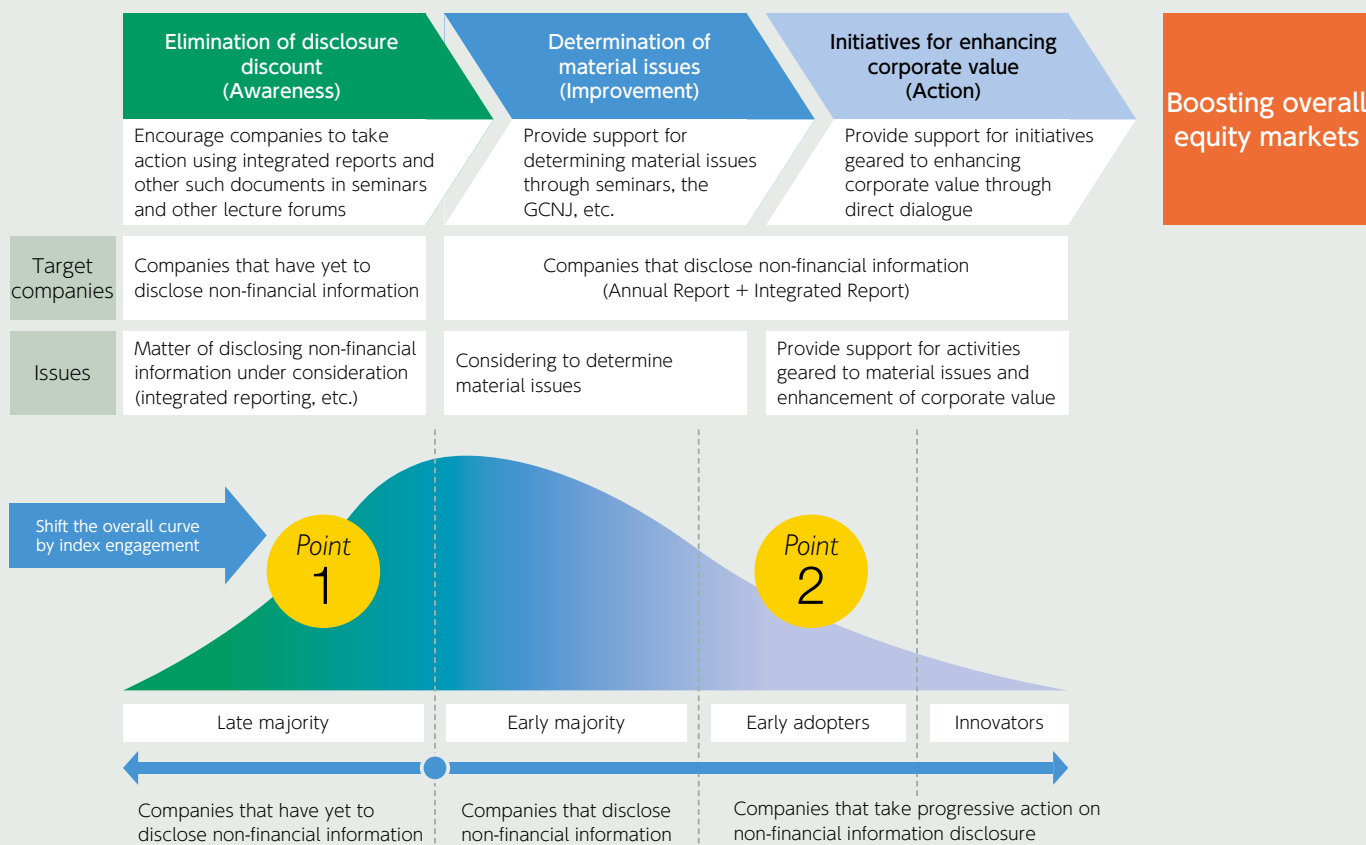 Elimination of disclosure
discount
(Awareness)
Determination of
material issues
(Improvement)
Initiatives for enhancing
corporate value
(Action)
Boosting overall
equity markets
Encourage companies to take
action using integrated reports and
other such documents in seminars
and other lecture forums
Provide support for
determining material issues
through seminars, the
GCNJ, etc.
Provide support for initiatives
geared to enhancing
corporate value through
direct dialogue
Target
companies
Companies that have yet to
disclose non-financial information
Companies that disclose non-financial information
(Annual Report + Integrated Report)
Issues
Matter of disclosing non-financial
information under consideration
(integrated reporting, etc.)
Considering to determine
material issues
Provide support for activities
geared to material issues and
enhancement of corporate value
Shift the overall curve
by index engagement
Point
1
Point
2
Late majority
Early majority
Early adopters
Innovators
Companies that have yet to
disclose non-financial information
Companies that disclose
non-financial information
Companies that take progressive action on
non-financial information disclosure